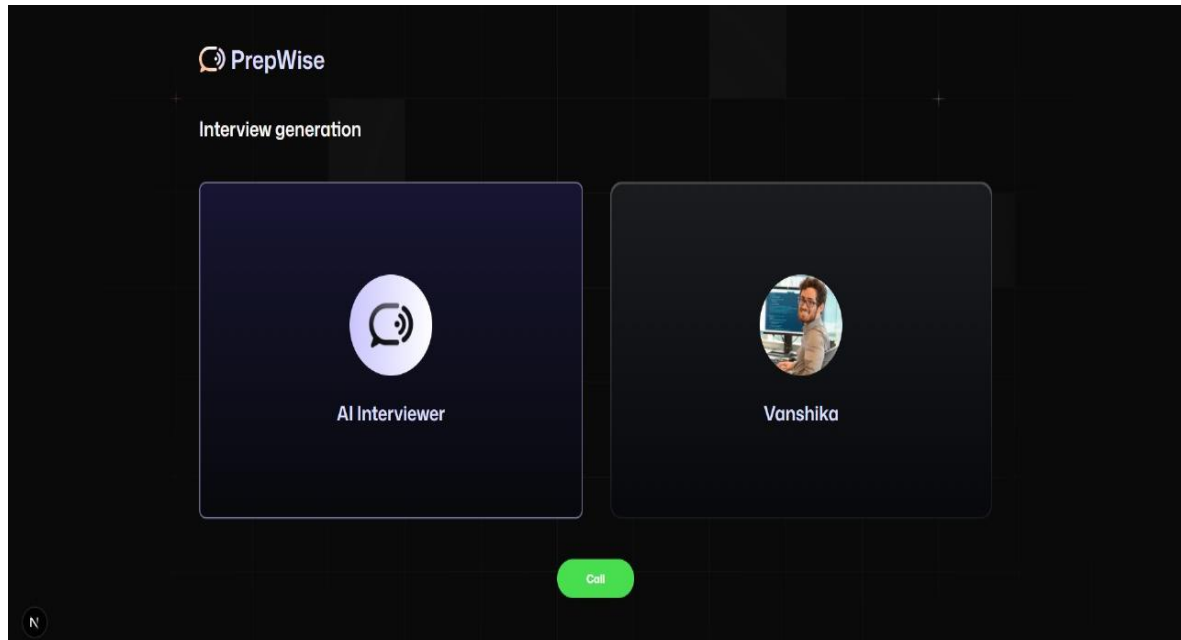 PrepWise
Interview generation
AI Interviewer
Vanshika
Call
N